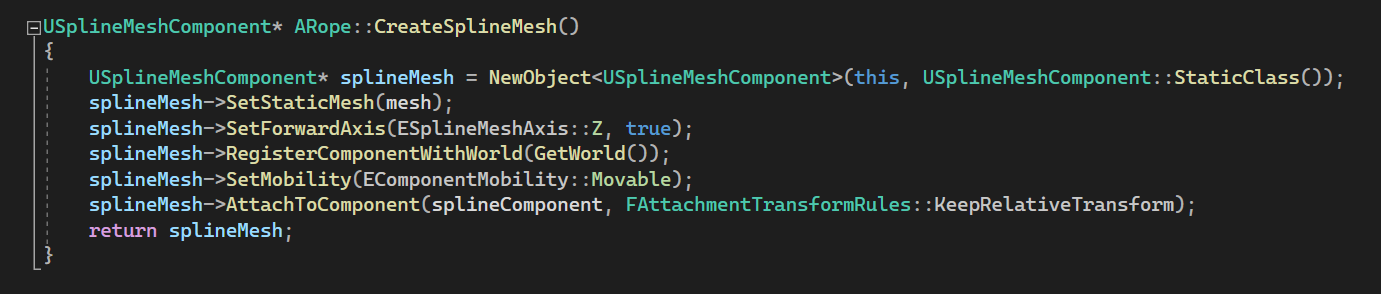 USplineMeshComponent* ARope::CreateSplineMesh()
{
USplineMeshComponent* splineMesh = NewObject<USplineMeshComponent>(this, USplineMeshComponent::StaticClass());
splineMesh->SetStaticMesh(mesh);
splineMesh->SetForwardAxis(ESplineMeshAxis::Z, true);
splineMesh->RegisterComponentWithWorld(GetWorld());
splineMesh->SetMobility(EComponentMobility::Movable);
splineMesh->AttachToComponent(splineComponent, FAttachmentTransformRules::KeepRelativeTransform);
return splineMesh;
}